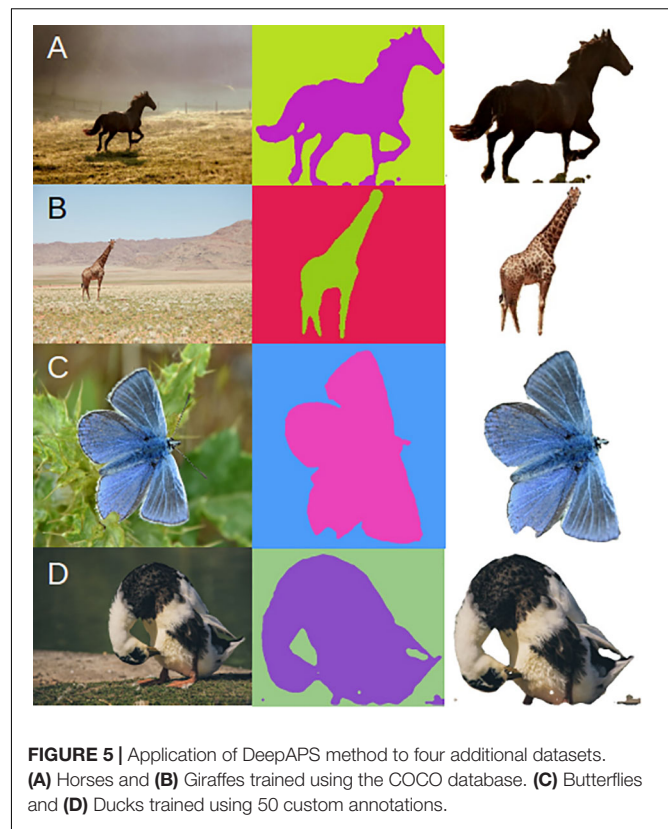 A
B
C
D
FIGURE 5 | Application of DeepAPS method to four additional datasets.
(A) Horses and (B) Giraffes trained using the COCO database. (C) Butterflies
and (D) Ducks trained using 50 custom annotations.